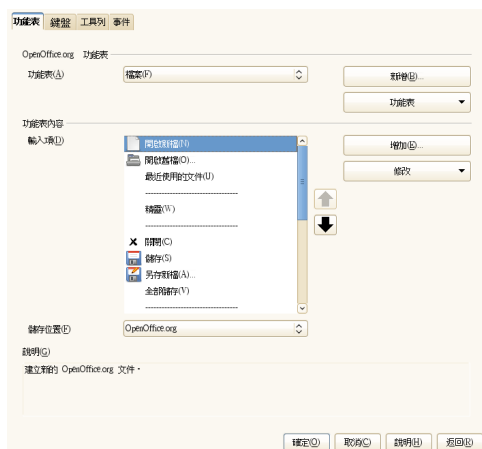 功能表 鍵盤 工具列 事件
OpenOffice.org 功能表
功能表(A) 檔案(F) 新增(B)...
功能表
功能表內容
輸入項(D) 開啟新檔(N) 增加(E)...
開啟舊檔(O)... 修改
最近使用的文件(U)
----------------------------------
精靈(W)
----------------------------------
關閉(C)
儲存(S)
另存新檔(A)...
全部儲存(V)
----------------------------------
儲存位置(F) OpenOffice.org
說明(G)
建立新的 OpenOffice.org 文件。
確定(O) 取消(C) 說明(H) 返回(R)